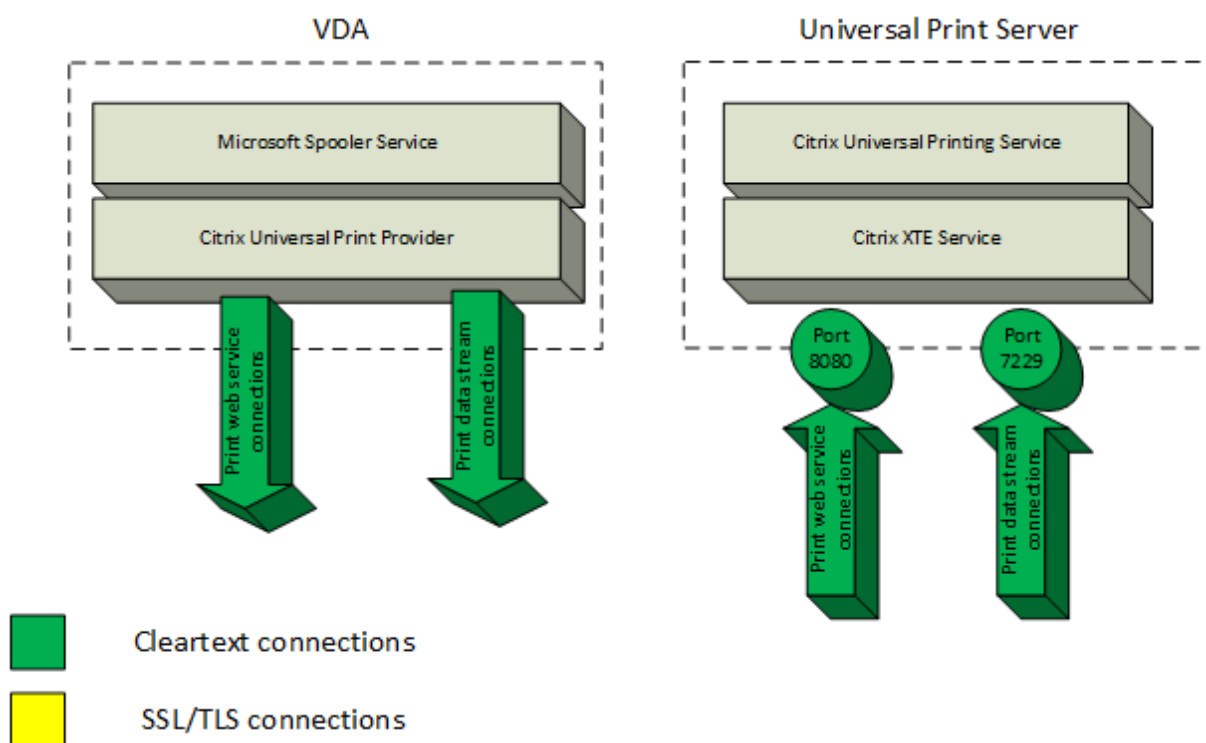 VDA
Universal Print Server
Microsoft Spooler Service
Citrix Universal Printing Service
Citrix Universal Print Provider
Citrix XTE Service
Print web service
connections
Print data stream
connections
Port
8080
Port
7229
Print web service
connections
Print data stream
connections
Cleartext connections
SSL/TLS connections